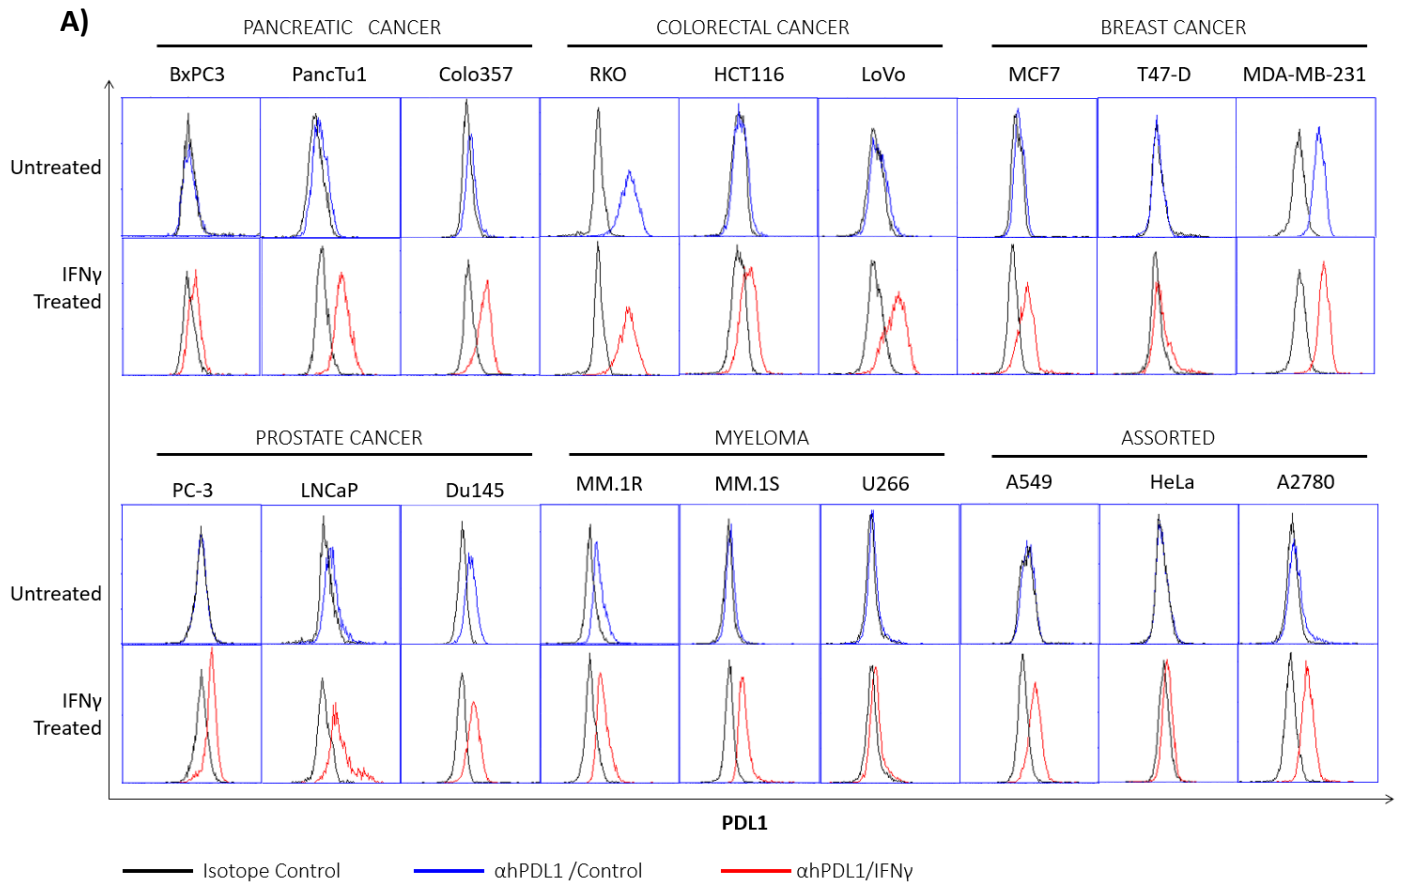 A)
PANCREATIC CANCER COLORECTAL CANCER BREAST CANCER
BxPC3 PancTu1 Colo357 RKO HCT116 LoVo MCF7 T47-D MDA-MB-231
Untreated
IFNγ
Treated
PROSTATE CANCER MYELOMA ASSORTED
PC-3 LNCaP Du145 MM.1R MM.1S U266 A549 HeLa A2780
Untreated
IFNγ
Treated
PDL1
Isotope Control αhPDL1 /Control αhPDL1/IFNγ